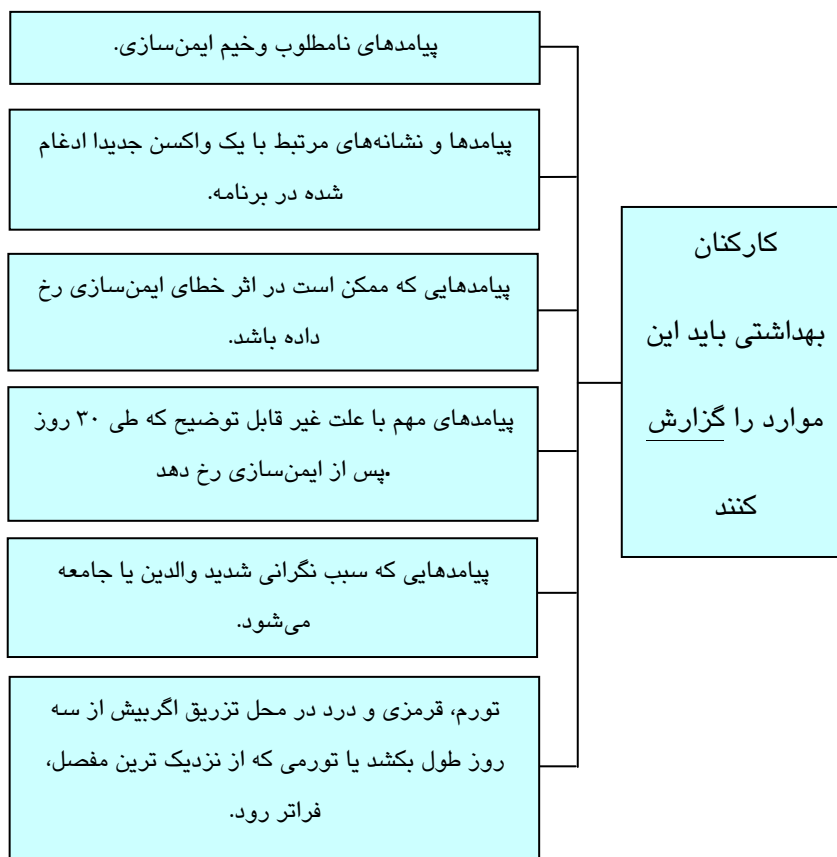 کارکنان
بهداشتی باید این
موارد را گزارش
کنند
پیامدهای نامطلوب وخیم ایمن‌سازی.
پیامدها و نشانه‌های مرتبط با یک واکسن جدیدا ادغام
شده در برنامه.
پیامدهایی که ممکن است در اثر خطای ایمن‌سازی رخ
داده باشد.
پیامدهای مهم با علت غیر قابل توضیح که طی ۳۰ روز
.پس از ایمن‌سازی رخ دهد
پیامدهایی که سبب نگرانی شدید والدین یا جامعه
می‌شود.
تورم، قرمزی و درد در محل تزریق اگربیش از سه
روز طول بکشد یا تورمی که از نزدیک ترین مفصل،
فراتر رود.